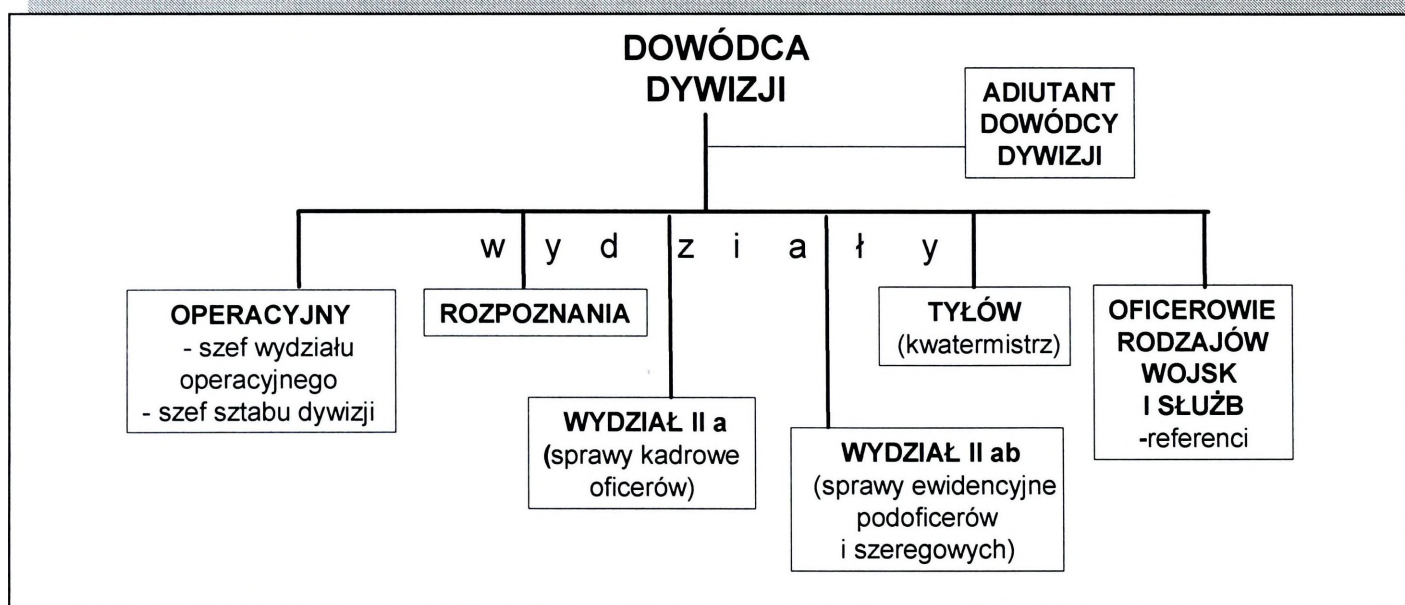 DOWÓDCA
DYWIZJI
ADIUTANT
DOWÓDCY
DYWIZJI
w y d z i a ł y
OPERACYJNY
- szef wydziału
operacyjnego
- szef sztabu dywizji
ROZPOZNANIA
WYDZIAŁ II a
(sprawy kadrowe
oficerów)
WYDZIAŁ II ab
(sprawy ewidencyjne
podoficerów
i szeregowych)
TYŁÓW
(kwatermistrz)
OFICEROWIE
RODZAJÓW
WOJSK
I SŁUŻB
-referenci